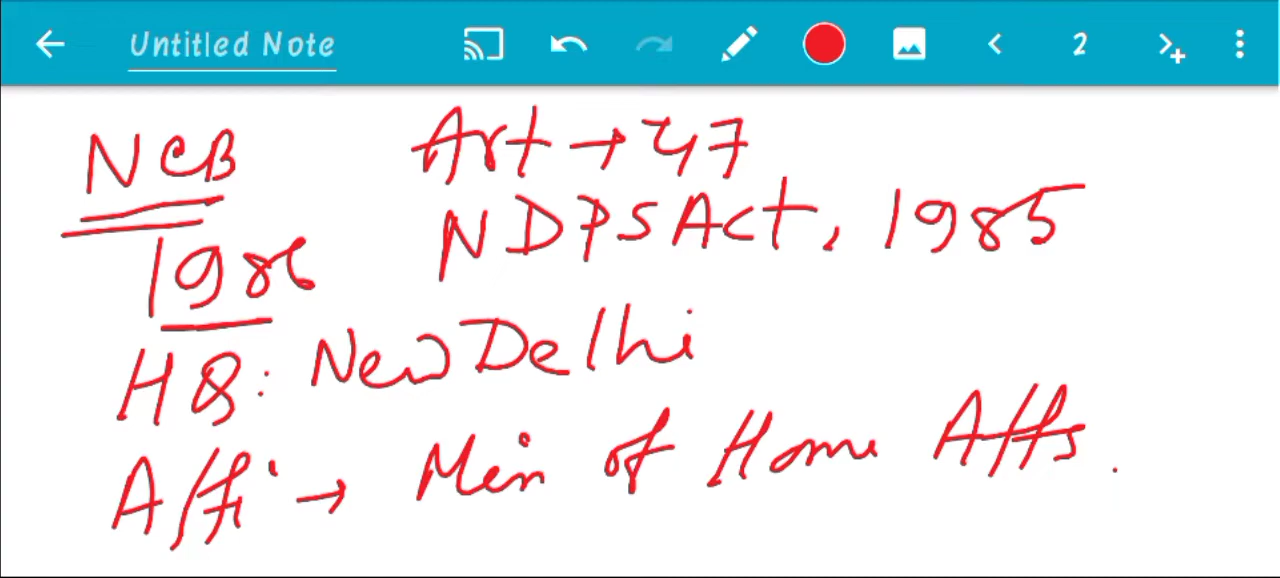 Untitled Note 2
NCB Art → 47
NDPS Act, 1985
1986
HQ: New Delhi
Affi → Min of Home Affs.